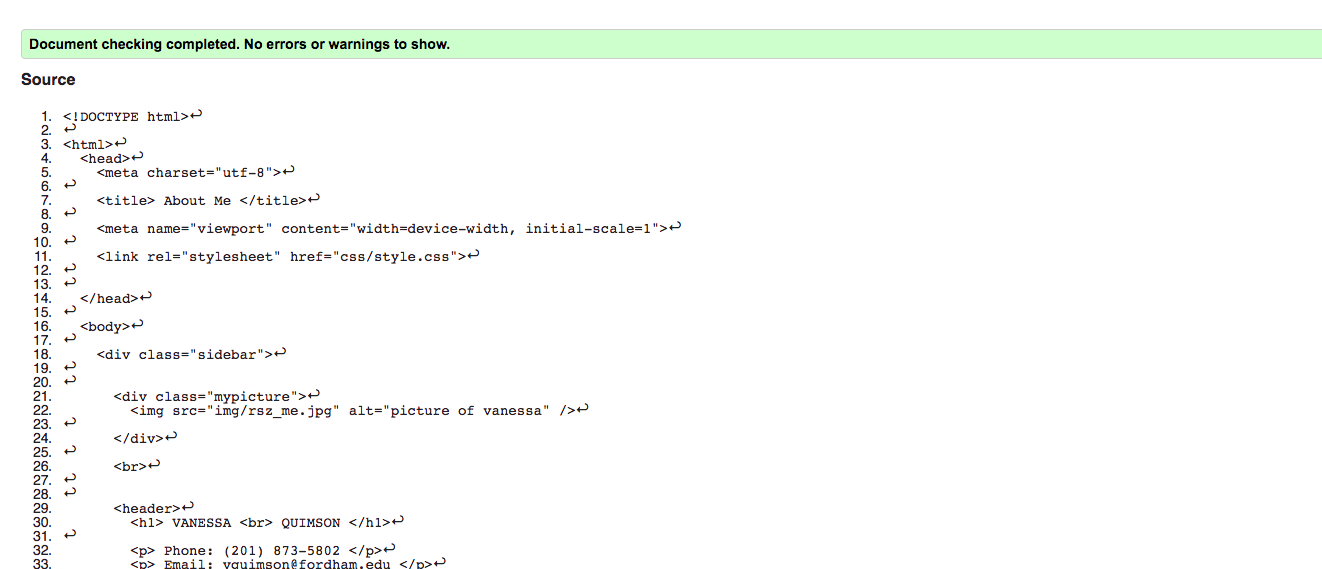 Document checking completed. No errors or warnings to show.
Source
1. <!DOCTYPE html>↩
2. ↩
3. <html>↩
4. <head>↩
5. <meta charset="utf-8">↩
6. ↩
7. <title> About Me </title>↩
8. ↩
9. <meta name="viewport" content="width=device-width, initial-scale=1">↩
10. ↩
11. <link rel="stylesheet" href="css/style.css">↩
12. ↩
13. ↩
14. </head>↩
15. ↩
16. <body>↩
17. ↩
18. <div class="sidebar">↩
19. ↩
20. ↩
21. <div class="mypicture">↩
22. <img src="img/rsz_me.jpg" alt="picture of vanessa" />↩
23. ↩
24. </div>↩
25. ↩
26. <br>↩
27. ↩
28. ↩
29. <header>↩
30. <h1> VANESSA <br> QUIMSON </h1>↩
31. ↩
32. <p> Phone: (201) 873-5802 </p>↩
33. <p> Email: vquimson@fordham.edu </p>↩